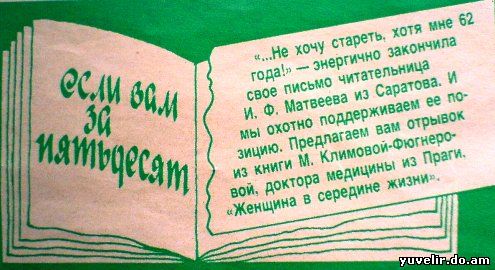 если вам
за
пятьдесят
«...Не хочу стареть, хотя мне 62
года!» — энергично закончила
свое письмо читательница
И. Ф. Матвеева из Саратова. И
мы охотно поддерживаем ее по-
зицию. Предлагаем вам отрывок
из книги М. Климовой-Фюгнеро-
вой, доктора медицины из Праги,
«Женщина в середине жизни».
yuvelir.do.am